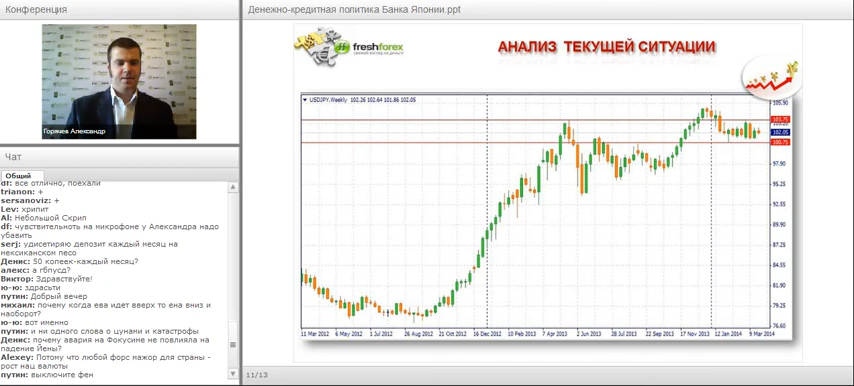 Конференция
Горячев Александр
Чат
Общий
df: все отлично, поехали
trianon: +
sersanoviz: +
Lev: хрипит
Al: Небольшой Скрип
df: чувствительноть на микрофоне у Александра надо
убавить
serj: удисетиряю депозит каждый месяц на
мексиканском песо
Денис: 50 копеек-каждый месяц?
алекс: а гбпусд?
Виктор: Здравствуйте!
ю-ю: здрасьти
путин: Добрый вечер
михаил: почему когда ева идет вверх то ена вниз и
наоборот?
ю-ю: вот именно
путин: и ни одного слова о цунами и катастрофы
Денис: почему авария на Фокусиме не повлияла на
падение Йены?
Alexey: Потому что любой форс мажор для страны -
рост нац валюты
путин: выключите фен
Денежно-кредитная политика Банка Японии.ppt
freshforex
АНАЛИЗ ТЕКУЩЕЙ СИТУАЦИИ
USDJPY,Weekly 102.26 102.64 101.86 102.05
105.90
103.75
102.05
100.75
97.90
95.25
92.55
89.90
87.25
84.55
81.90
79.25
76.60
11 Mar 2012 6 May 2012 1 Jul 2012 26 Aug 2012 21 Oct 2012 16 Dec 2012 10 Feb 2013 7 Apr 2013 2 Jun 2013 28 Jul 2013 22 Sep 2013 17 Nov 2013 12 Jan 2014 9 Mar 2014
11/13